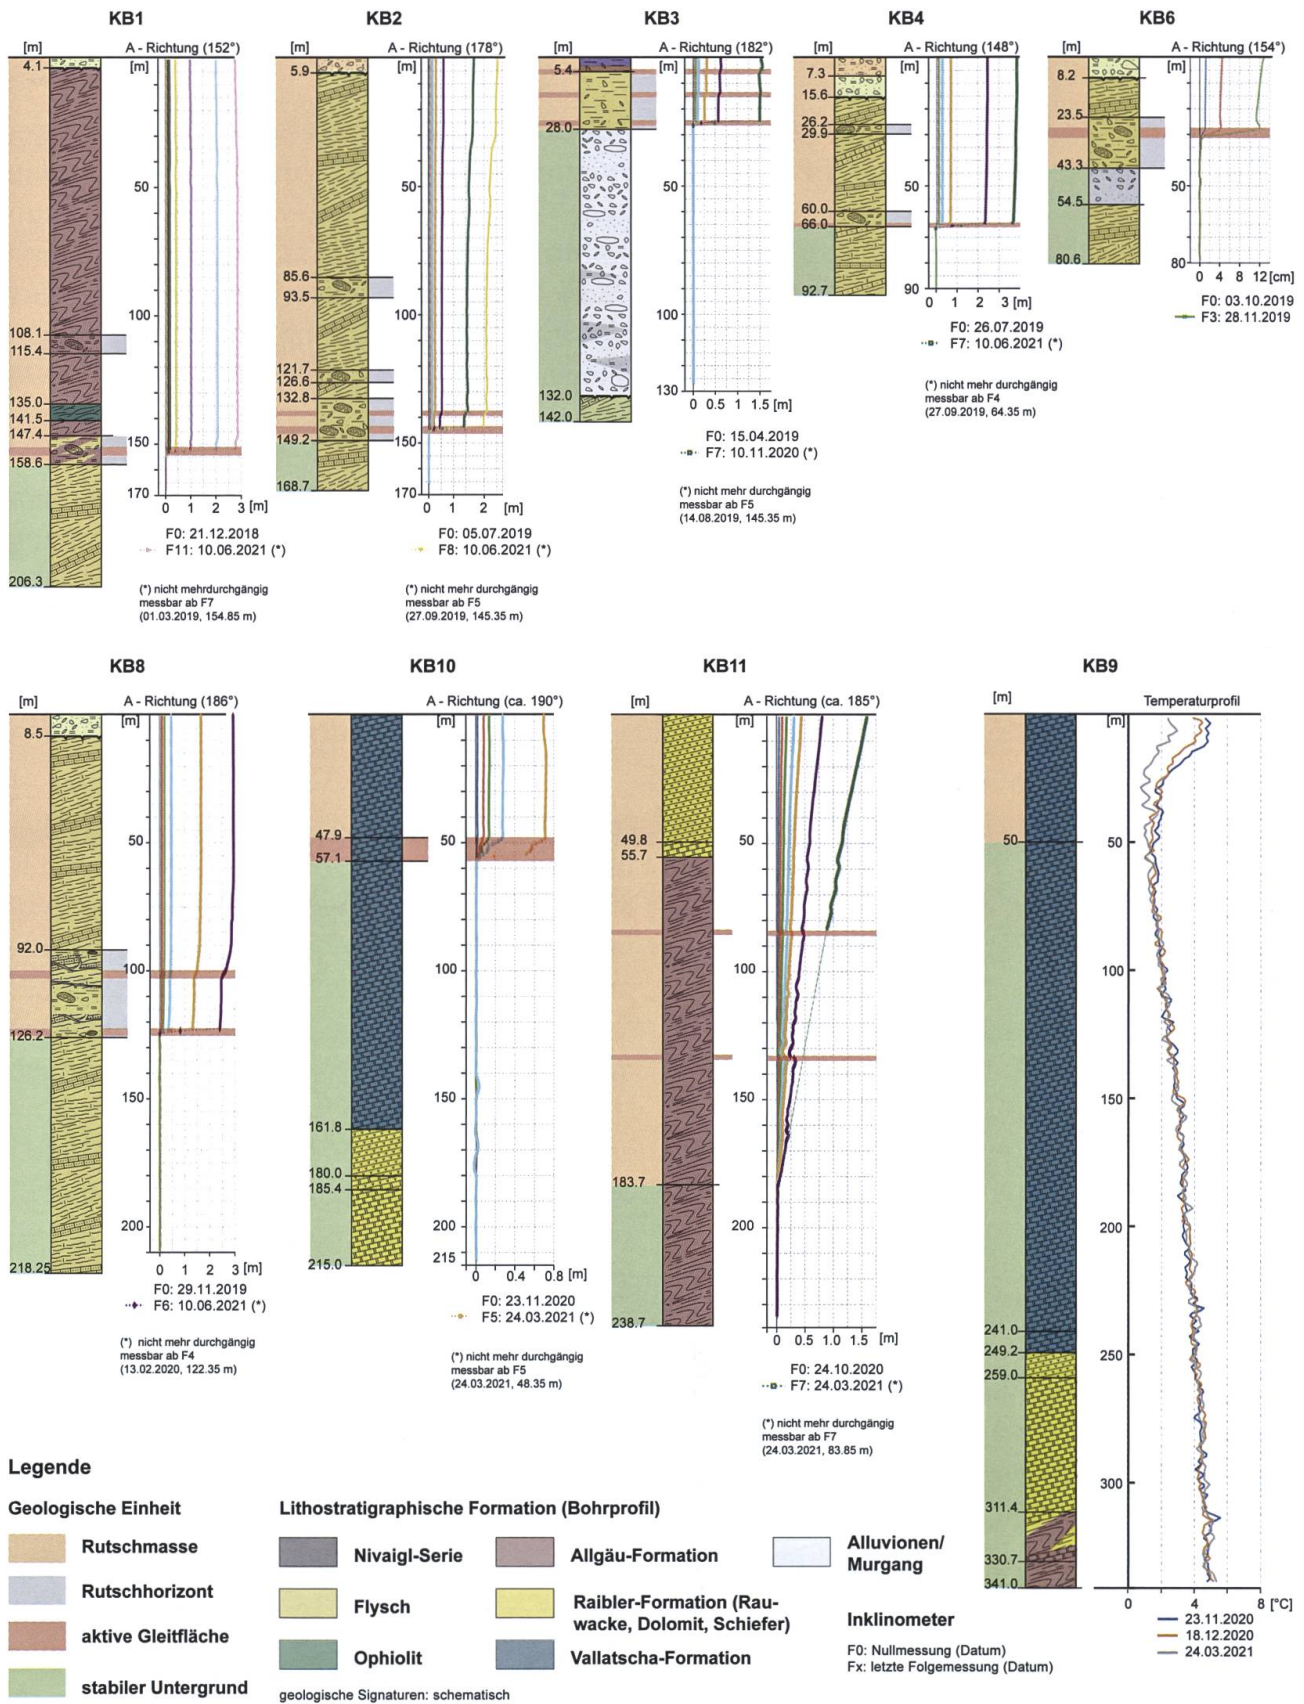 KB1
[m]
A - Richtung (152°)
[m]
4.1
50
100
108.1
115.4
135.0
141.5
147.4
150
158.6
170
206.3
0 1 2 3 [m]
F0: 21.12.2018
F11: 10.06.2021 (*)
(*) nicht mehrdurchgängig
messbar ab F7
(01.03.2019, 154.85 m)
KB2
[m]
A - Richtung (178°)
[m]
5.9
50
85.6
93.5
100
121.7
126.6
132.8
149.2
150
168.7
170
0 1 2 [m]
F0: 05.07.2019
F8: 10.06.2021 (*)
(*) nicht mehr durchgängig
messbar ab F5
(27.09.2019, 145.35 m)
KB3
[m]
A - Richtung (182°)
[m]
5.4
28.0
50
100
130
132.0
142.0
0 0.5 1 1.5 [m]
F0: 15.04.2019
F7: 10.11.2020 (*)
(*) nicht mehr durchgängig
messbar ab F5
(14.08.2019, 145.35 m)
KB4
[m]
A - Richtung (148°)
[m]
7.3
15.6
26.2
29.9
50
60.0
66.0
90
92.7
0 1 2 3 [m]
F0: 26.07.2019
F7: 10.06.2021 (*)
(*) nicht mehr durchgängig
messbar ab F4
(27.09.2019, 64.35 m)
KB6
[m]
A - Richtung (154°)
[m]
8.2
23.5
43.3
50
54.5
80.6
80
0 4 8 12 [cm]
F0: 03.10.2019
F3: 28.11.2019
KB8
[m]
A - Richtung (186°)
[m]
8.5
50
92.0
100
126.2
150
200
218.25
0 1 2 3 [m]
F0: 29.11.2019
F6: 10.06.2021 (*)
(*) nicht mehr durchgängig
messbar ab F4
(13.02.2020, 122.35 m)
KB10
[m]
A - Richtung (ca. 190°)
[m]
47.9
50
57.1
100
150
161.8
180.0
185.4
200
215
215.0
0 0.4 0.8 [m]
F0: 23.11.2020
F5: 24.03.2021 (*)
(*) nicht mehr durchgängig
messbar ab F5
(24.03.2021, 48.35 m)
KB11
[m]
A - Richtung (ca. 185°)
[m]
49.8
50
55.7
100
150
183.7
200
238.7
0 0.5 1.0 1.5 [m]
F0: 24.10.2020
F7: 24.03.2021 (*)
(*) nicht mehr durchgängig
messbar ab F7
(24.03.2021, 83.85 m)
KB9
[m]
Temperaturprofil
[m]
50
50
100
150
200
241.0
249.2
250
259.0
300
311.4
330.7
341.0
0 4 8 [°C]
23.11.2020
18.12.2020
24.03.2021
Legende
Geologische Einheit
Rutschmasse
Rutschhorizont
aktive Gleitfläche
stabiler Untergrund
Lithostratigraphische Formation (Bohrprofil)
Nivaigl-Serie
Flysch
Ophiolit
Allgäu-Formation
Raibler-Formation (Rau-
wacke, Dolomit, Schiefer)
Vallatscha-Formation
Alluvionen/
Murgang
geologische Signaturen: schematisch
Inklinometer
F0: Nullmessung (Datum)
Fx: letzte Folgemessung (Datum)